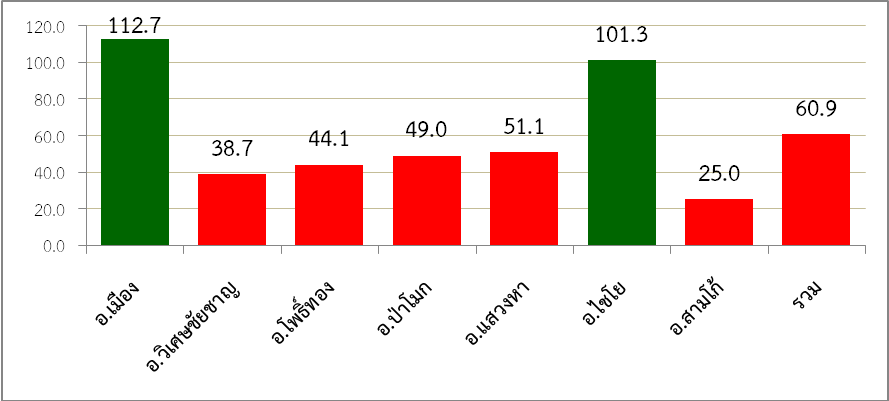 120.0
100.0
80.0
60.0
40.0
20.0
0.0
112.7
38.7
44.1
49.0
51.1
101.3
25.0
60.9
อ.เมือง
อ.วิเศษชัยชาญ
อ.โพธิ์ทอง
อ.ป่าโมก
อ.แสวงหา
อ.ไชโย
อ.สามโก้
รวม